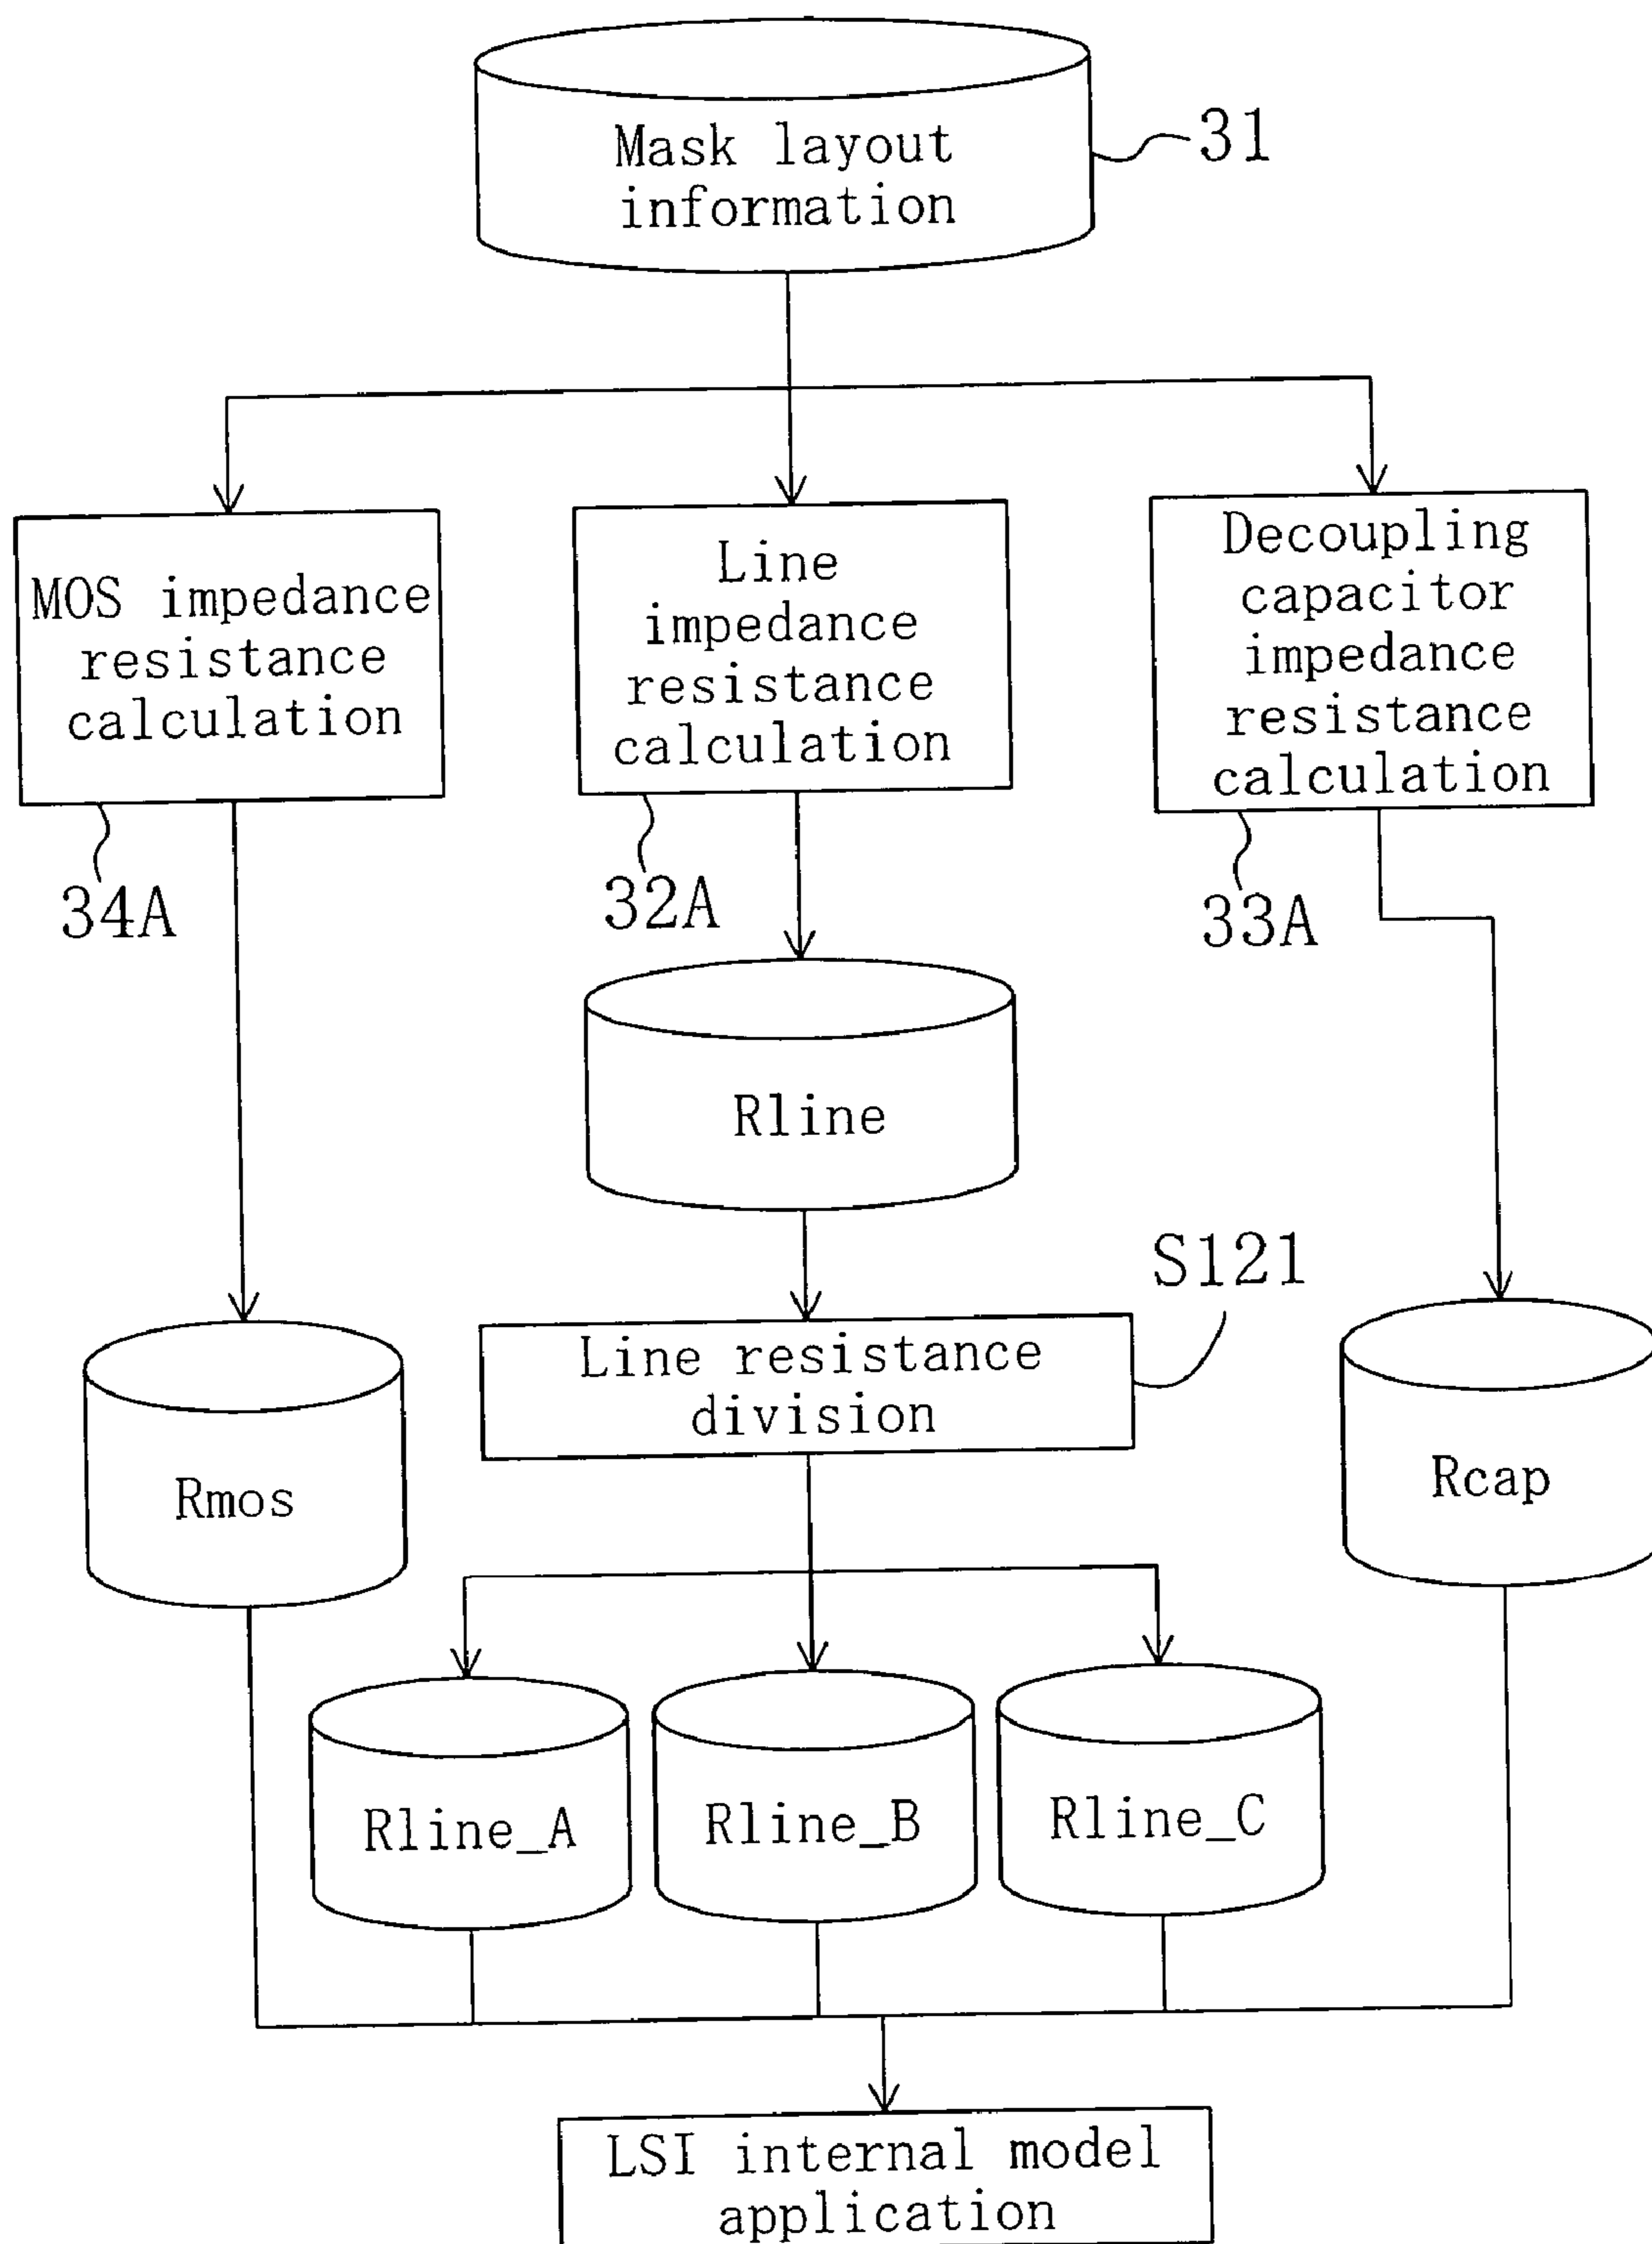 Mask layout
information
31
MOS impedance
resistance
calculation
34A
Line
impedance
resistance
calculation
32A
Decoupling
capacitor
impedance
resistance
calculation
33A
Rline
S121
Line resistance
division
Rmos
Rcap
Rline_A
Rline_B
Rline_C
LSI internal model
application